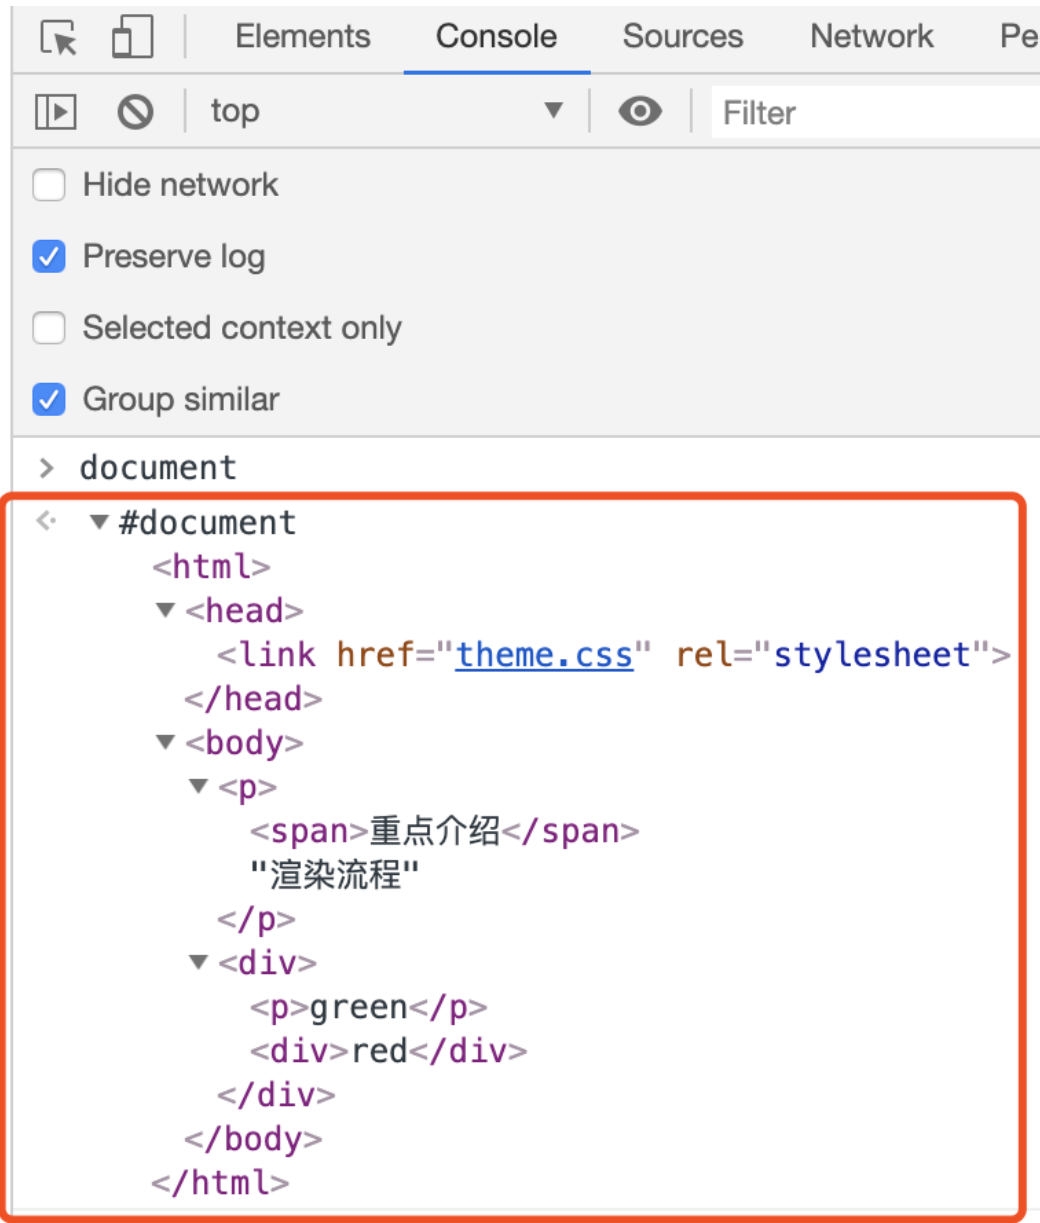 Elements Console Sources Network Pe
top Filter
Hide network
Preserve log
Selected context only
Group similar
> document
#document
<html>
<head>
<link href="theme.css" rel="stylesheet">
</head>
<body>
<p>
<span>重点介绍</span>
"渲染流程"
</p>
<div>
<p>green</p>
<div>red</div>
</div>
</body>
</html>